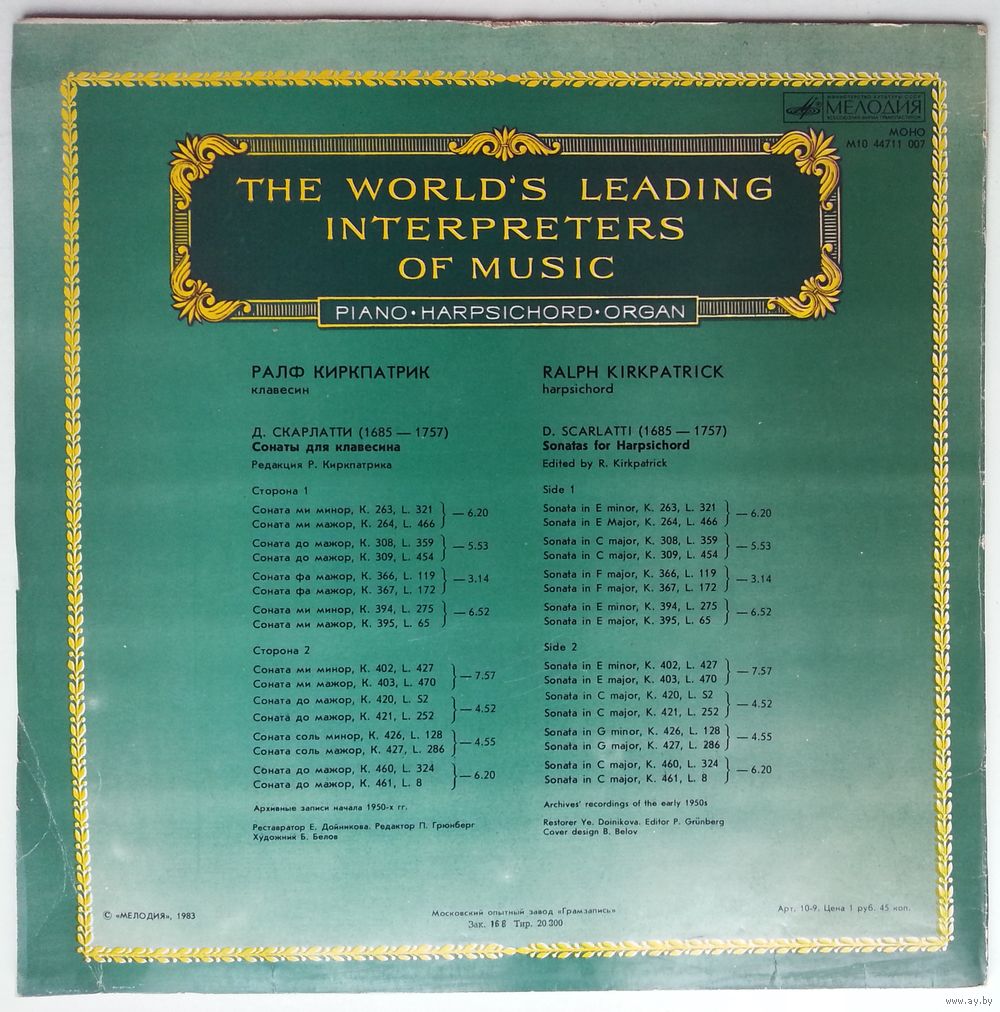 МЕЛОДИЯ
МОНО
М10 44711 007
THE WORLD'S LEADING
INTERPRETERS
OF MUSIC
PIANO•HARPSICHORD•ORGAN
РАЛФ КИРКПАТРИК
клавесин
Д. СКАРЛАТТИ (1685 — 1757)
Сонаты для клавесина
Редакция Р. Киркпатрика
Сторона 1
Соната ми минор, K. 263, L. 321
Соната ми мажор, K. 264, L. 466
— 6.20
Соната до мажор, K. 308, L. 359
Соната до мажор, K. 309, L. 454
— 5.53
Соната фа мажор, K. 366, L. 119
Соната фа мажор, K. 367, L. 172
— 3.14
Соната ми минор, K. 394, L. 275
Соната ми мажор, K. 395, L. 65
— 6.52
Сторона 2
Соната ми минор, K. 402, L. 427
Соната ми мажор, K. 403, L. 470
— 7.57
Соната до мажор, K. 420, L. S2
Соната до мажор, K. 421, L. 252
— 4.52
Соната соль минор, K. 426, L. 128
Соната соль мажор, K. 427, L. 286
— 4.55
Соната до мажор, K. 460, L. 324
Соната до мажор, K. 461, L. 8
— 6.20
Архивные записи начала 1950-х гг.
Реставратор Е. Дойникова. Редактор П. Грюнберг
Художник Б. Белов
RALPH KIRKPATRICK
harpsichord
D. SCARLATTI (1685 — 1757)
Sonatas for Harpsichord
Edited by R. Kirkpatrick
Side 1
Sonata in E minor, K. 263, L. 321
Sonata in E Major, K. 264, L. 466
— 6.20
Sonata in C major, K. 308, L. 359
Sonata in C major, K. 309, L. 454
— 5.53
Sonata in F major, K. 366, L. 119
Sonata in F major, K. 367, L. 172
— 3.14
Sonata in E minor, K. 394, L. 275
Sonata in E major, K. 395, L. 65
— 6.52
Side 2
Sonata in E minor, K. 402, L. 427
Sonata in E major, K. 403, L. 470
— 7.57
Sonata in C major, K. 420, L. S2
Sonata in C major, K. 421, L. 252
— 4.52
Sonata in G minor, K. 426, L. 128
Sonata in G major, K. 427, L. 286
— 4.55
Sonata in C major, K. 460, L. 324
Sonata in C major, K. 461, L. 8
— 6.20
Archives' recordings of the early 1950s
Restorer Ye. Doinikova. Editor P. Grünberg
Cover design B. Belov
© «МЕЛОДИЯ», 1983
Московский опытный завод «Грамзапись»
Зак. 168 Тир. 20300
Арт. 10-9. Цена 1 руб. 45 коп.
www.ay.by